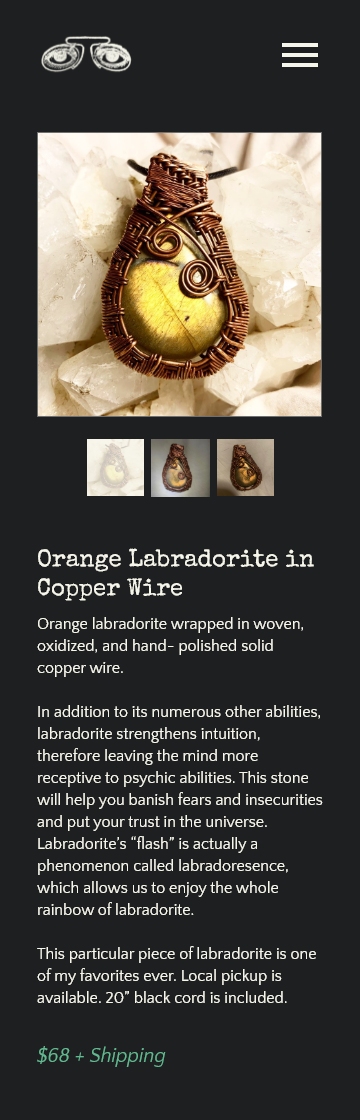 Orange Labradorite in
Copper Wire
Orange labradorite wrapped in woven,
oxidized, and hand- polished solid
copper wire.
In addition to its numerous other abilities,
labradorite strengthens intuition,
therefore leaving the mind more
receptive to psychic abilities. This stone
will help you banish fears and insecurities
and put your trust in the universe.
Labradorite’s “flash” is actually a
phenomenon called labradoresence,
which allows us to enjoy the whole
rainbow of labradorite.
This particular piece of labradorite is one
of my favorites ever. Local pickup is
available. 20” black cord is included.
$68 + Shipping